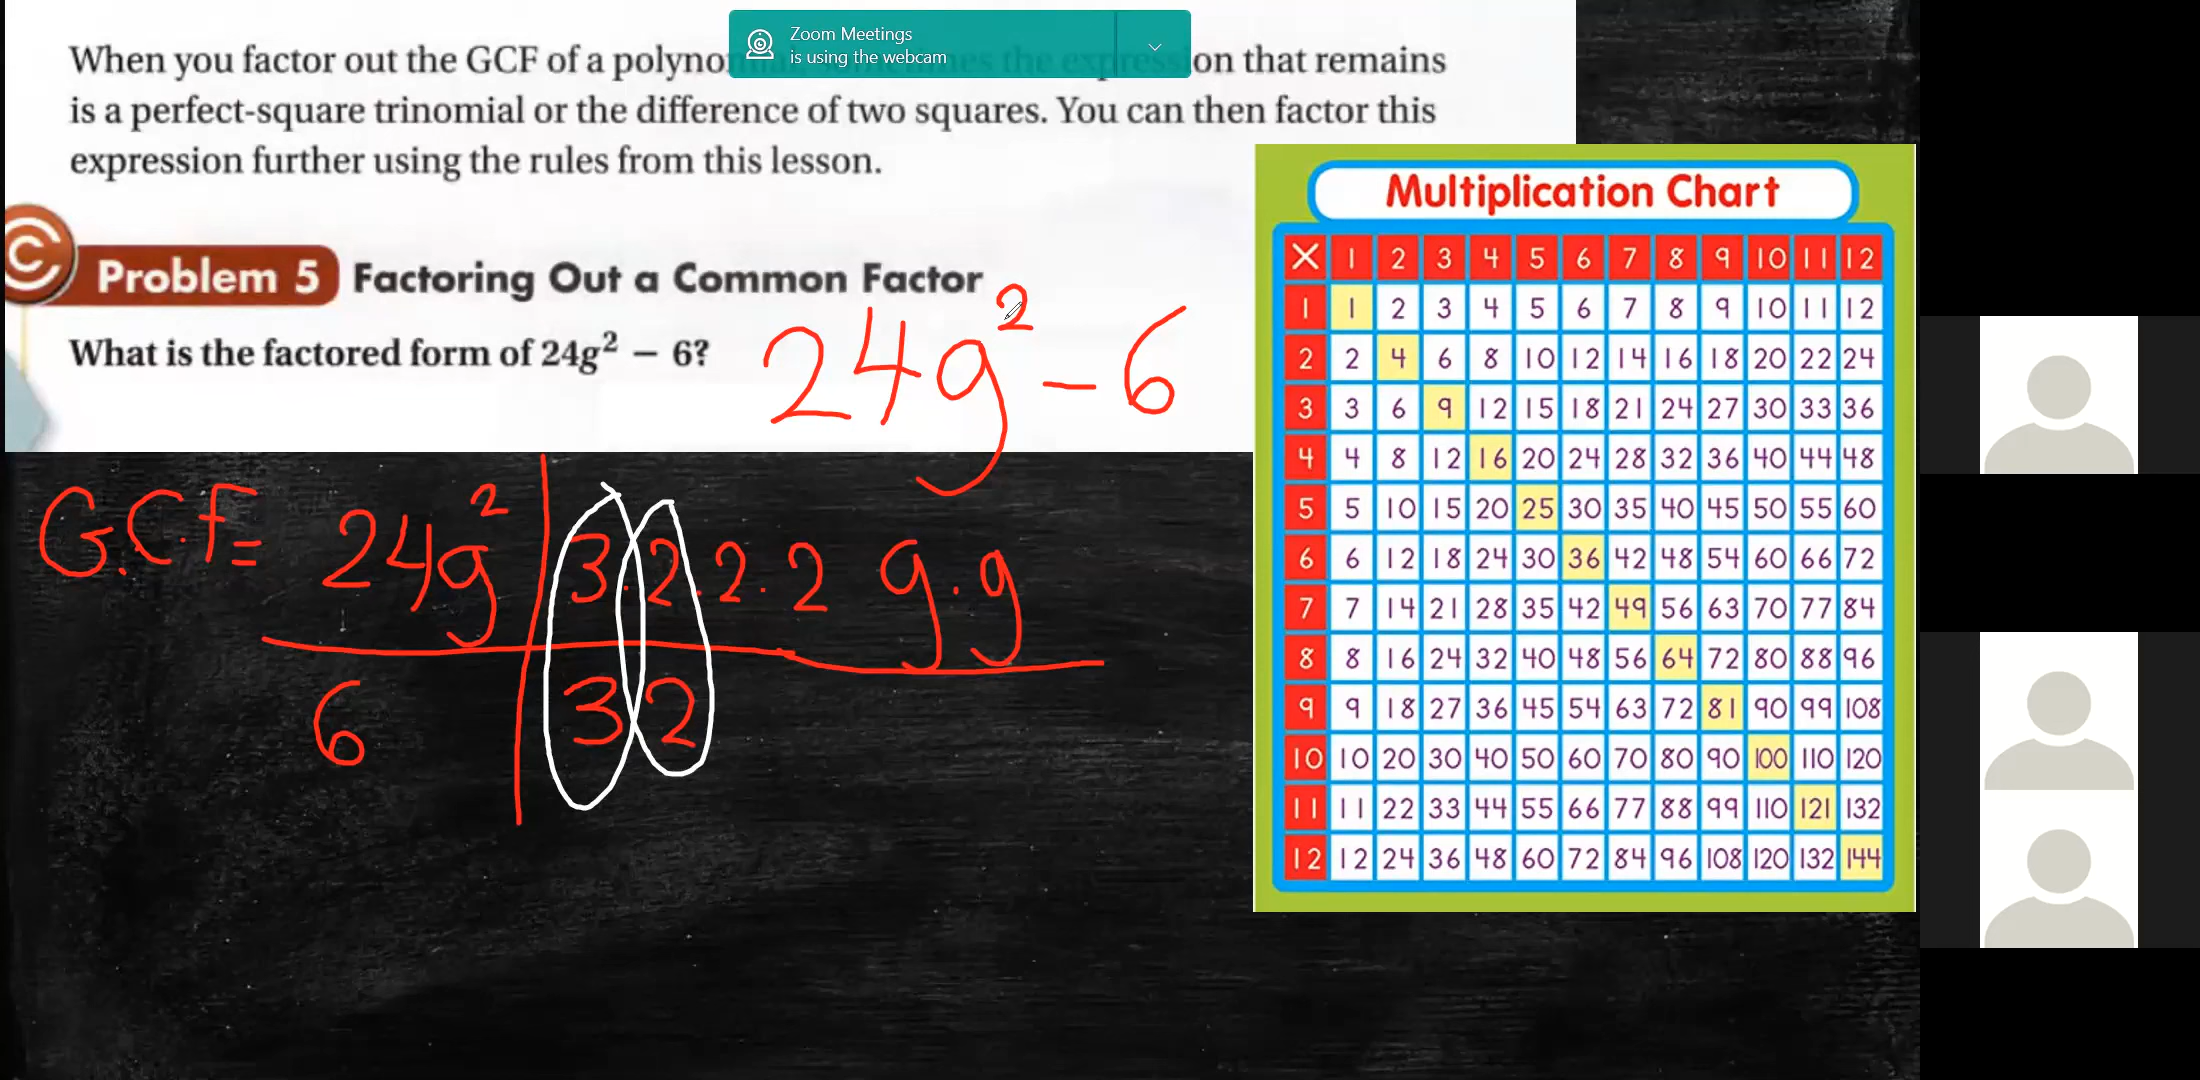 Zoom Meetings
is using the webcam
When you factor out the GCF of a polyno es the expression that remains
is a perfect-square trinomial or the difference of two squares. You can then factor this
expression further using the rules from this lesson.
C
Problem 5 Factoring Out a Common Factor
What is the factored form of 24g² – 6?
24g² – 6
G.C.F=
24g² 3.2.2.2 g.g
6 3 2
Multiplication Chart
X 1 2 3 4 5 6 7 8 9 10 11 12
1 1 2 3 4 5 6 7 8 9 10 11 12
2 2 4 6 8 10 12 14 16 18 20 22 24
3 3 6 9 12 15 18 21 24 27 30 33 36
4 4 8 12 16 20 24 28 32 36 40 44 48
5 5 10 15 20 25 30 35 40 45 50 55 60
6 6 12 18 24 30 36 42 48 54 60 66 72
7 7 14 21 28 35 42 49 56 63 70 77 84
8 8 16 24 32 40 48 56 64 72 80 88 96
9 9 18 27 36 45 54 63 72 81 90 99 108
10 10 20 30 40 50 60 70 80 90 100 110 120
11 11 22 33 44 55 66 77 88 99 110 121 132
12 12 24 36 48 60 72 84 96 108 120 132 144